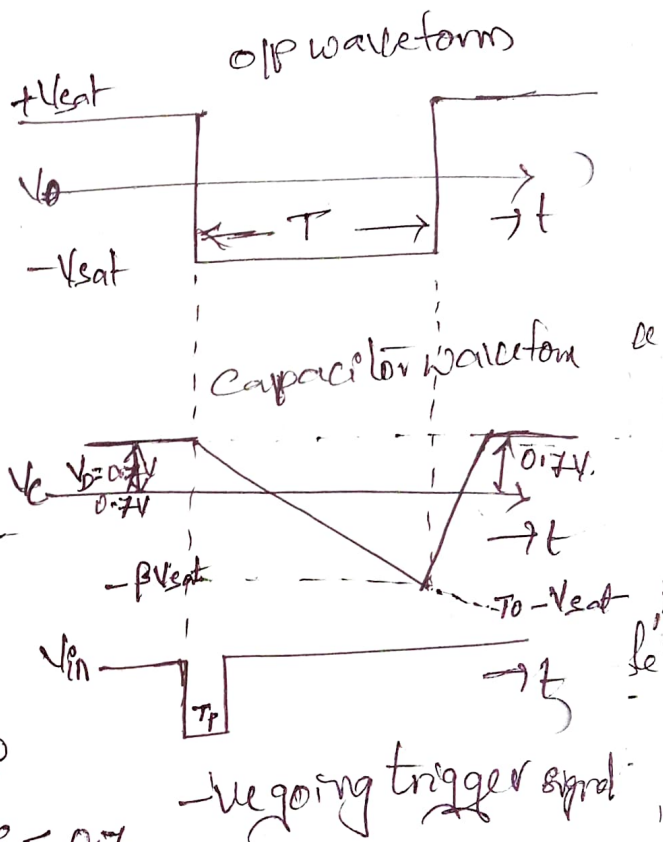 O/P waveform
+Vsat
Vo
T
→ t
-Vsat
Capacitor waveform
VD=0.7V
0.7V
Vc
0.7V.
→ t
-βVsat
To -Vsat
Vin
→ t
Tp
-ve going trigger signal